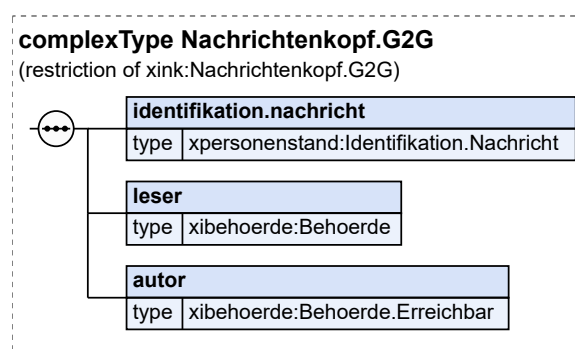 complexType Nachrichtenkopf.G2G
(restriction of xink:Nachrichtenkopf.G2G)
identifikation.nachricht
type xpersonenstand:Identifikation.Nachricht
leser
type xibehoerde:Behoerde
autor
type xibehoerde:Behoerde.Erreichbar